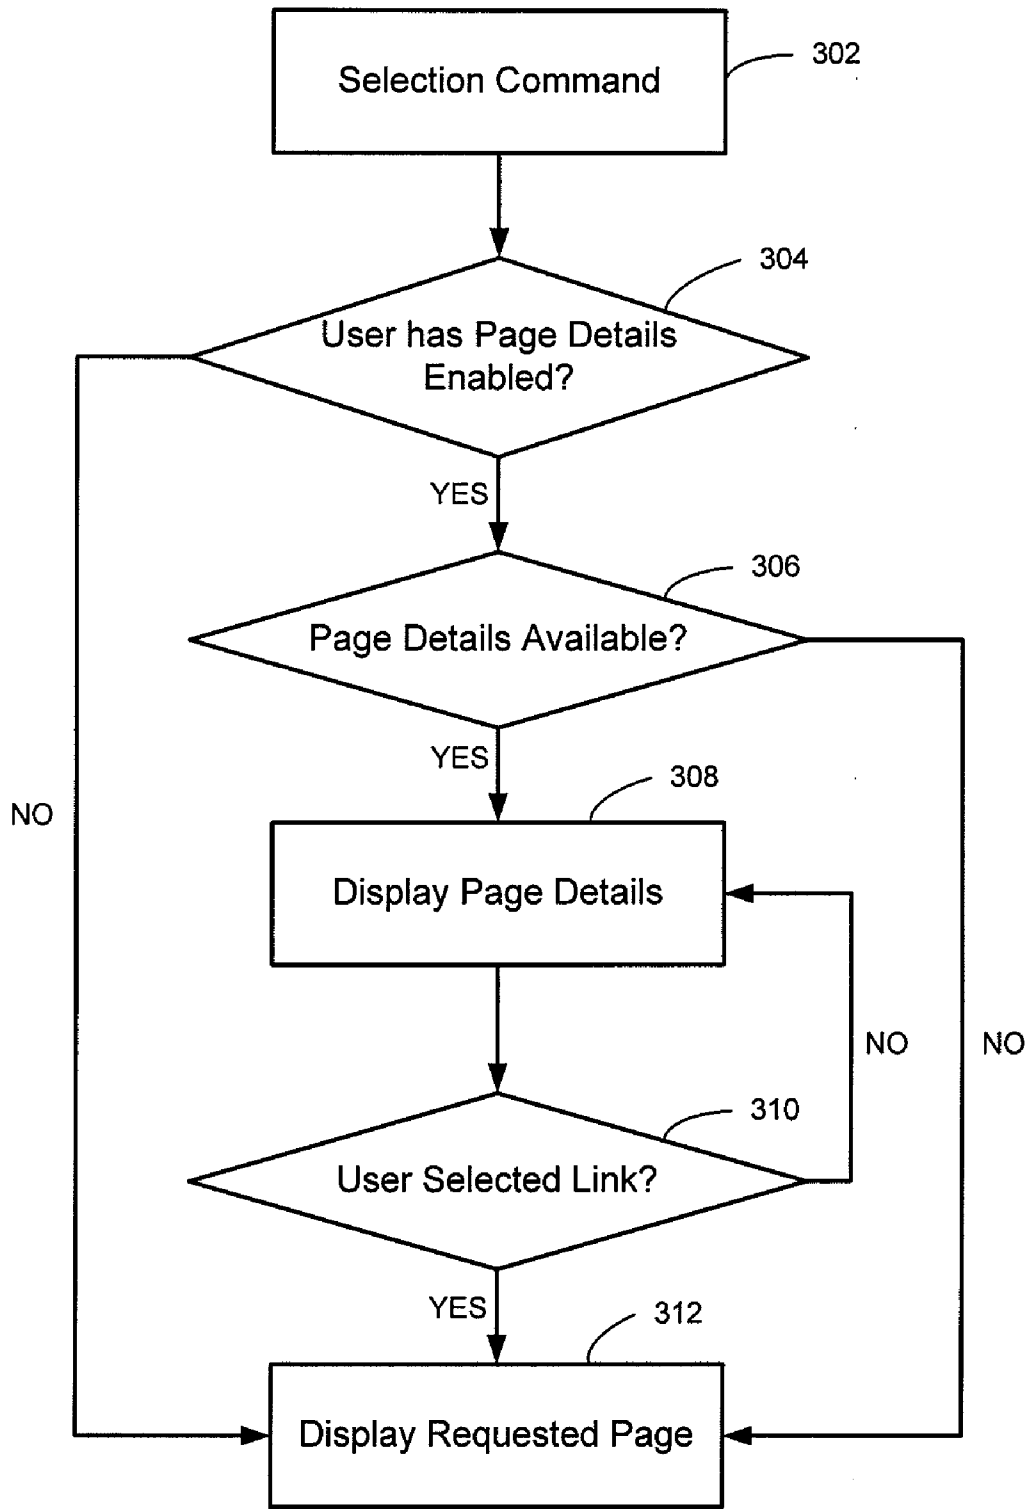 Selection Command
302
304
User has Page Details
Enabled?
YES
306
Page Details Available?
YES
308
NO
Display Page Details
NO
NO
310
User Selected Link?
YES
312
Display Requested Page